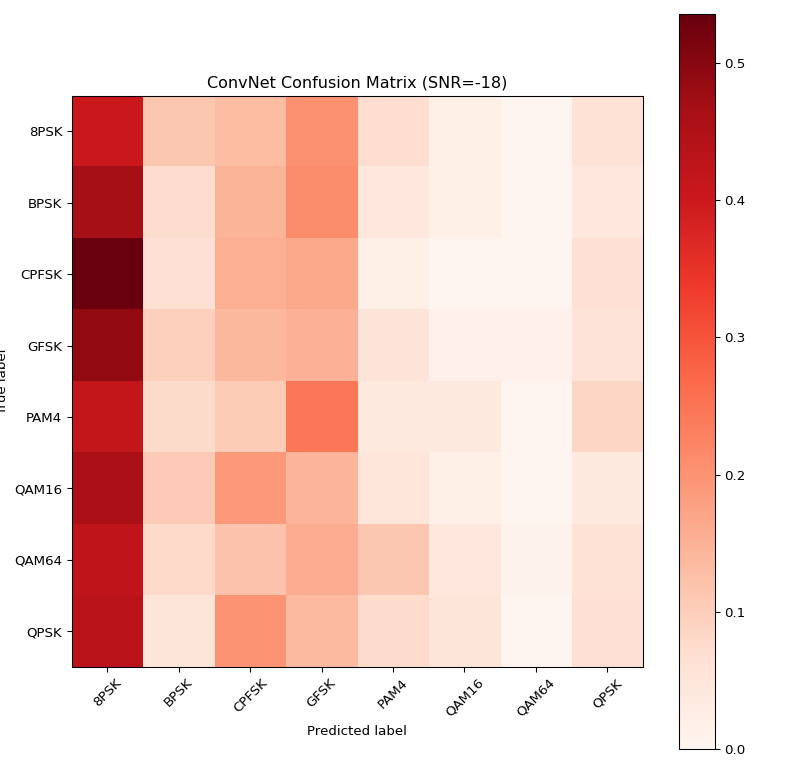 ConvNet Confusion Matrix (SNR=-18)
8PSK
BPSK
CPFSK
GFSK
PAM4
QAM16
QAM64
QPSK
True label
8PSK
BPSK
CPFSK
GFSK
PAM4
QAM16
QAM64
QPSK
Predicted label
0.5
0.4
0.3
0.2
0.1
0.0